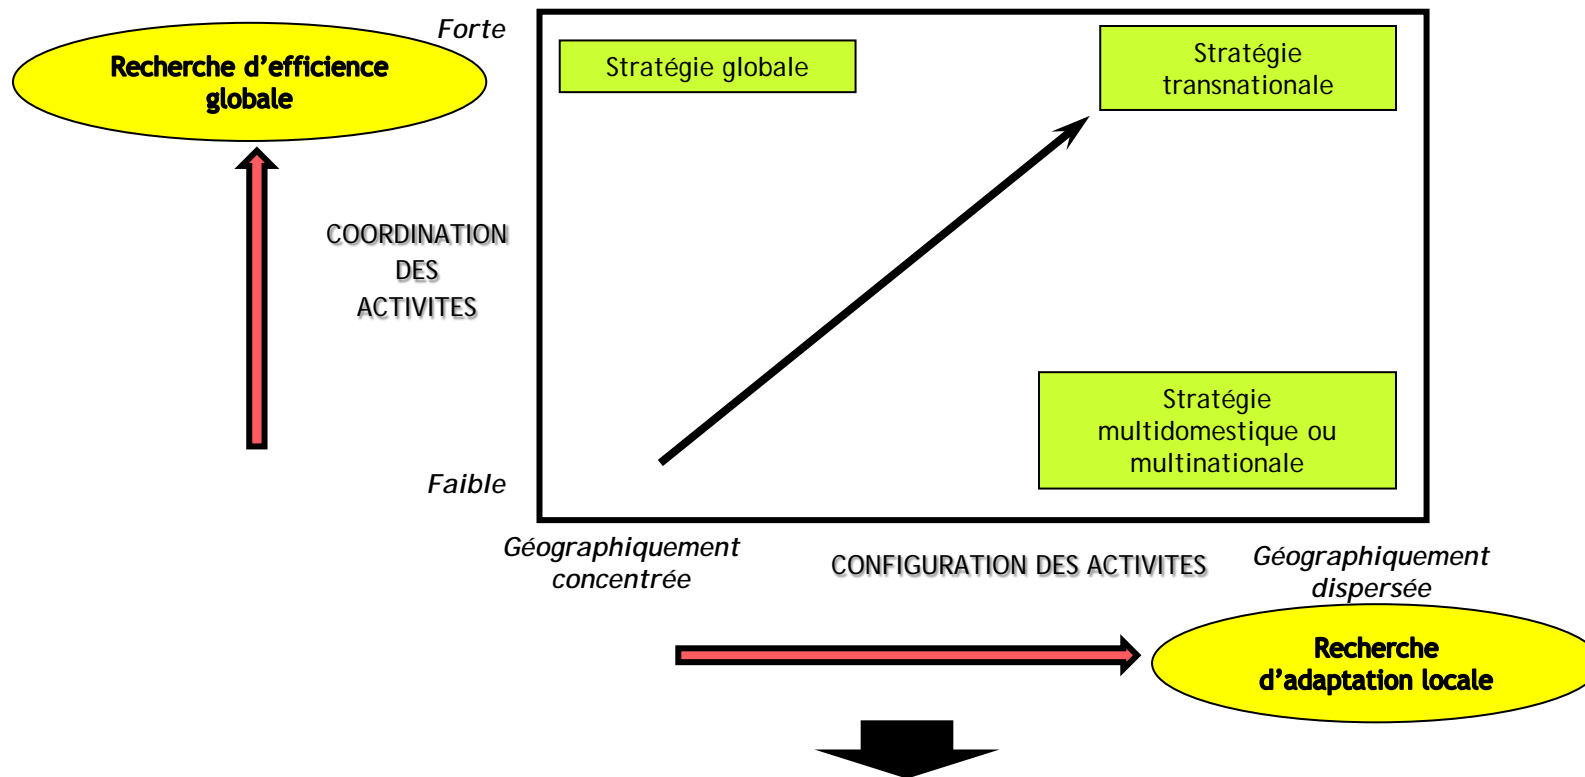 Forte
Recherche d'efficience
globale
Stratégie globale
Stratégie
transnationale
COORDINATION
DES
ACTIVITES
Stratégie
multidomestique ou
multinationale
Faible
Géographiquement
concentrée
CONFIGURATION DES ACTIVITES
Géographiquement
dispersée
Recherche
d'adaptation locale